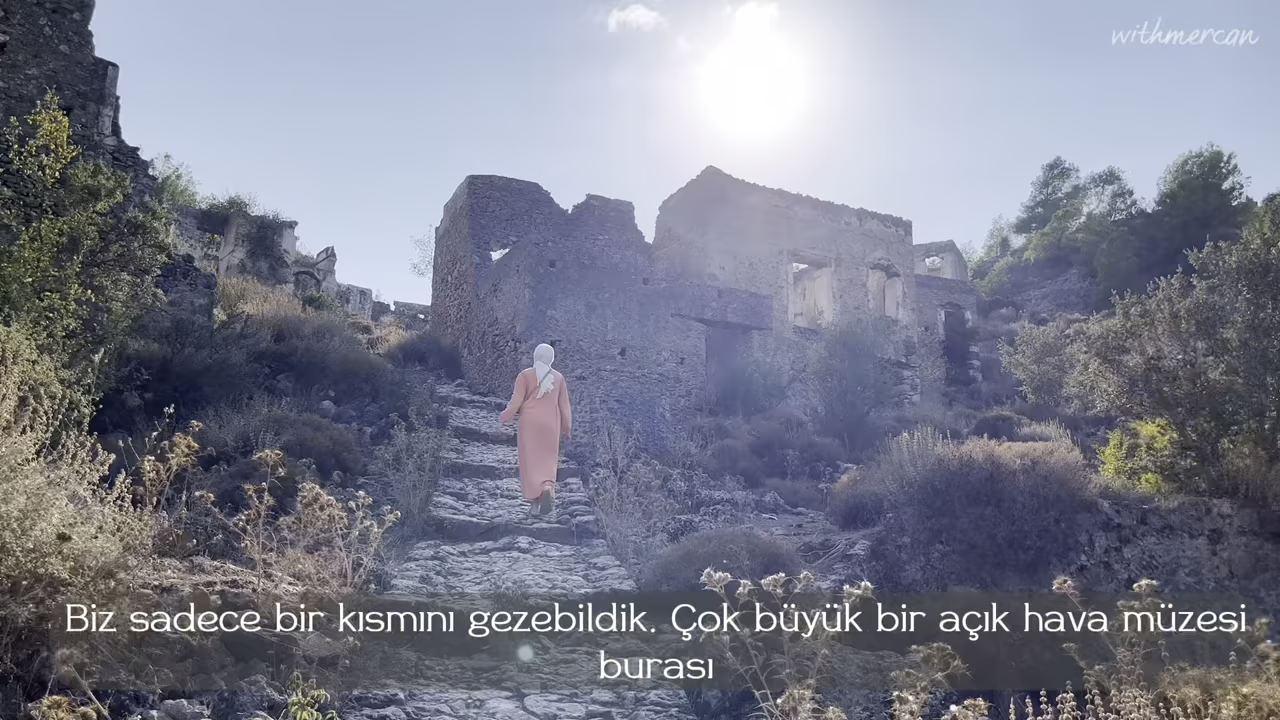 withmercan
Biz sadece bir kısmını gezebildik. Çok büyük bir açık hava müzesi
burası